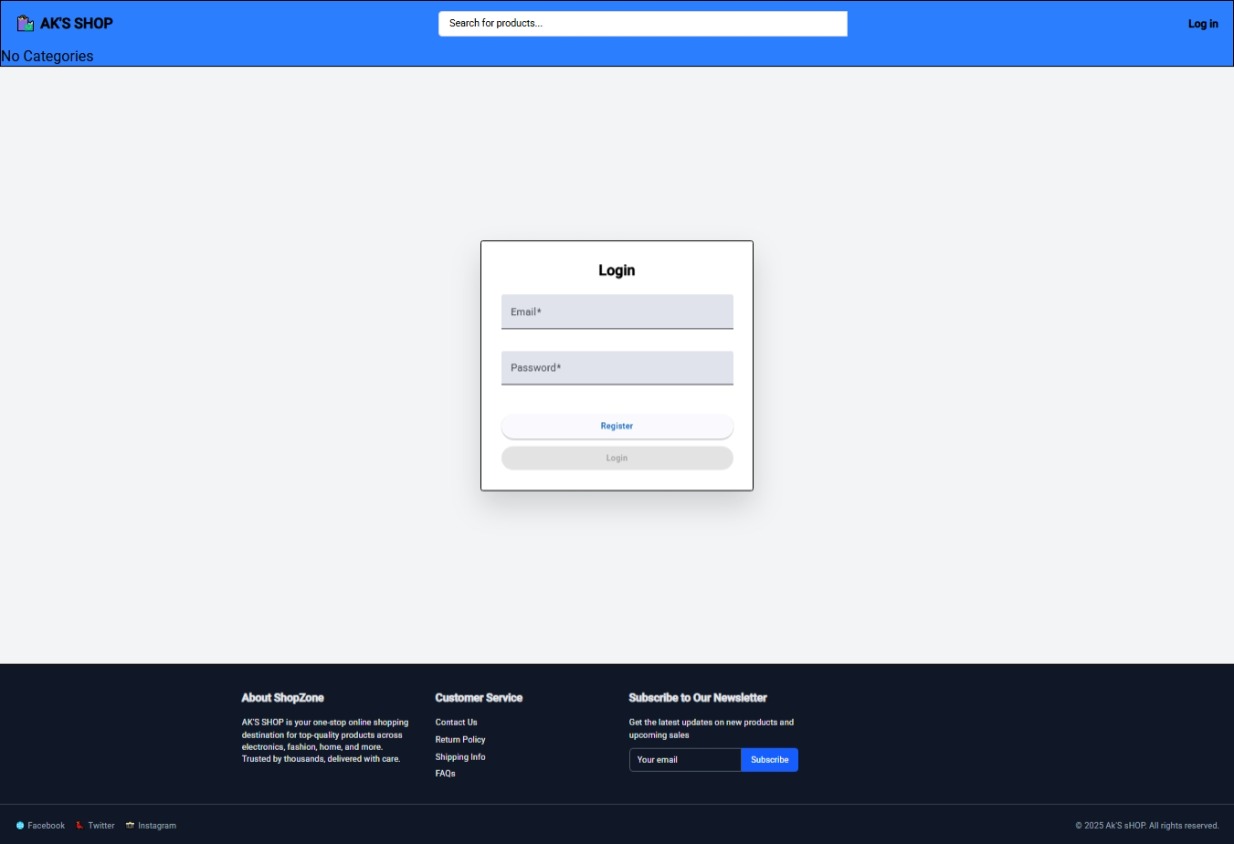 AK'S SHOP
Search for products...
Log in
No Categories
Login
Email*
Password*
Register
Login
About ShopZone
AK'S SHOP is your one-stop online shopping
destination for top-quality products across
electronics, fashion, home, and more.
Trusted by thousands, delivered with care.
Customer Service
Contact Us
Return Policy
Shipping Info
FAQs
Subscribe to Our Newsletter
Get the latest updates on new products and
upcoming sales
Your email
Subscribe
Facebook
Twitter
Instagram
© 2025 Ak'S sHOP. All rights reserved.